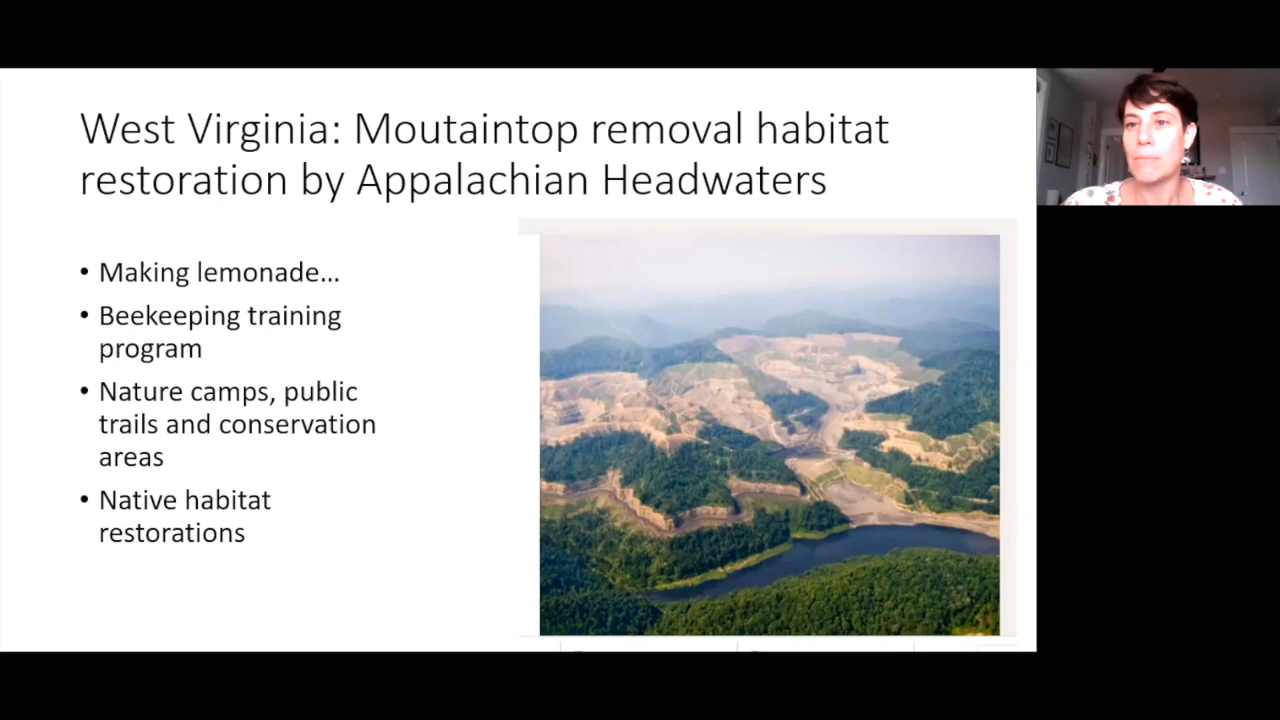 West Virginia: Moutaintop removal habitat
restoration by Appalachian Headwaters
• Making lemonade...
• Beekeeping training
program
• Nature camps, public
trails and conservation
areas
• Native habitat
restorations